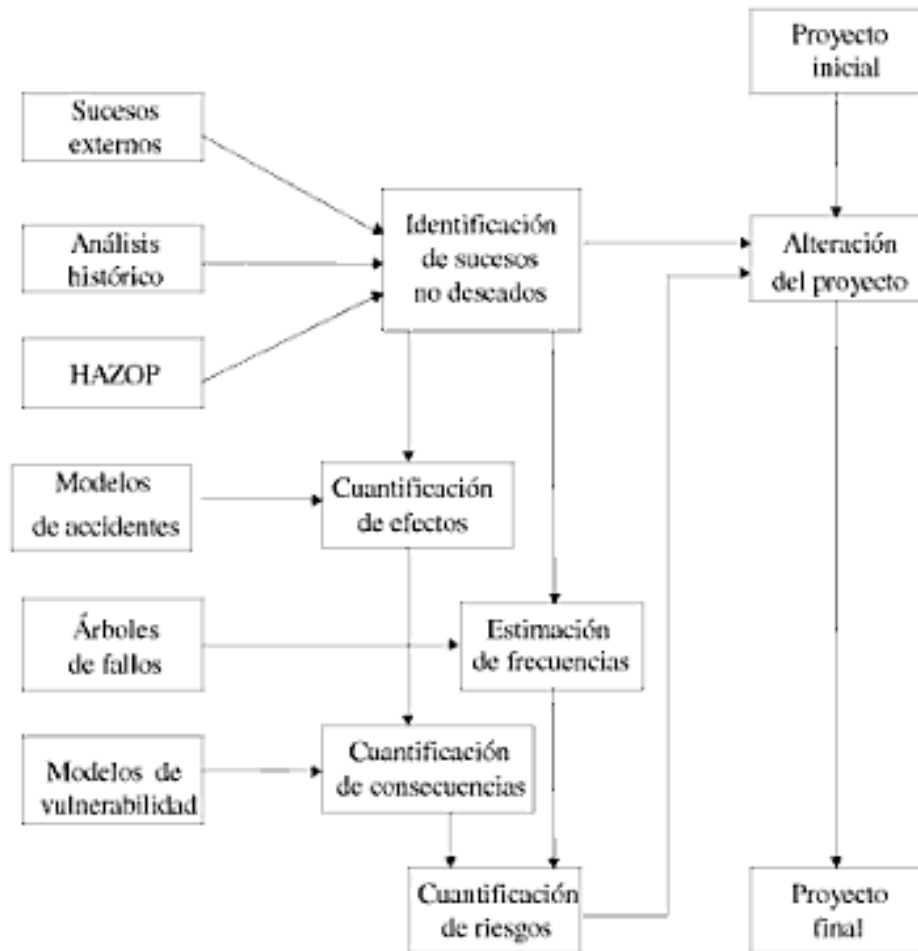 Proyecto
inicial
Sucesos
externos
Identificación
de sucesos
no deseados
Análisis
histórico
Alteración
del proyecto
HAZOP
Modelos
de accidentes
Cuantificación
de efectos
Árboles
de fallos
Estimación
de frecuencias
Modelos de
vulnerabilidad
Cuantificación
de consecuencias
Cuantificación
de riesgos
Proyecto
final